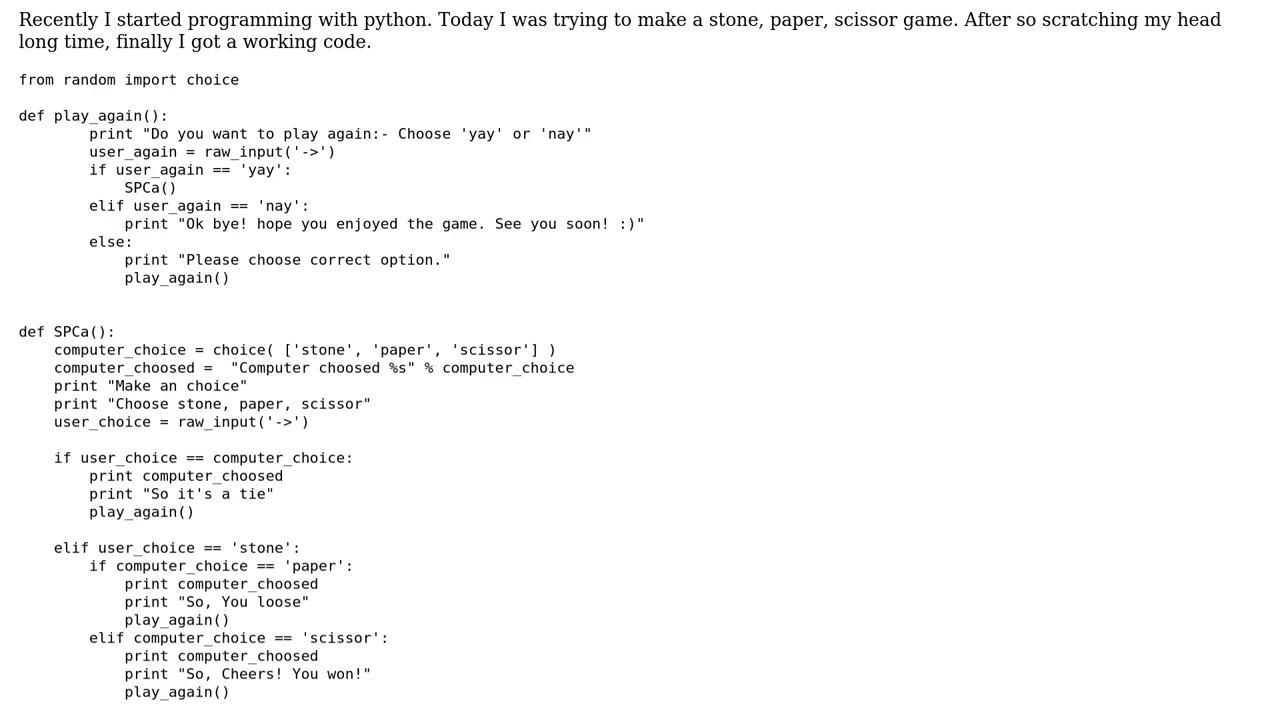 Recently I started programming with python. Today I was trying to make a stone, paper, scissor game. After so scratching my head
long time, finally I got a working code.

from random import choice

def play_again():
        print "Do you want to play again:- Choose 'yay' or 'nay'"
        user_again = raw_input('->')
        if user_again == 'yay':
            SPCa()
        elif user_again == 'nay':
            print "Ok bye! hope you enjoyed the game. See you soon! :)"
        else:
            print "Please choose correct option."
            play_again()


def SPCa():
    computer_choice = choice( ['stone', 'paper', 'scissor'] )
    computer_choosed =  "Computer choosed %s" % computer_choice
    print "Make an choice"
    print "Choose stone, paper, scissor"
    user_choice = raw_input('->')

    if user_choice == computer_choice:
        print computer_choosed
        print "So it's a tie"
        play_again()

    elif user_choice == 'stone':
        if computer_choice == 'paper':
            print computer_choosed
            print "So, You loose"
            play_again()
        elif computer_choice == 'scissor':
            print computer_choosed
            print "So, Cheers! You won!"
            play_again()